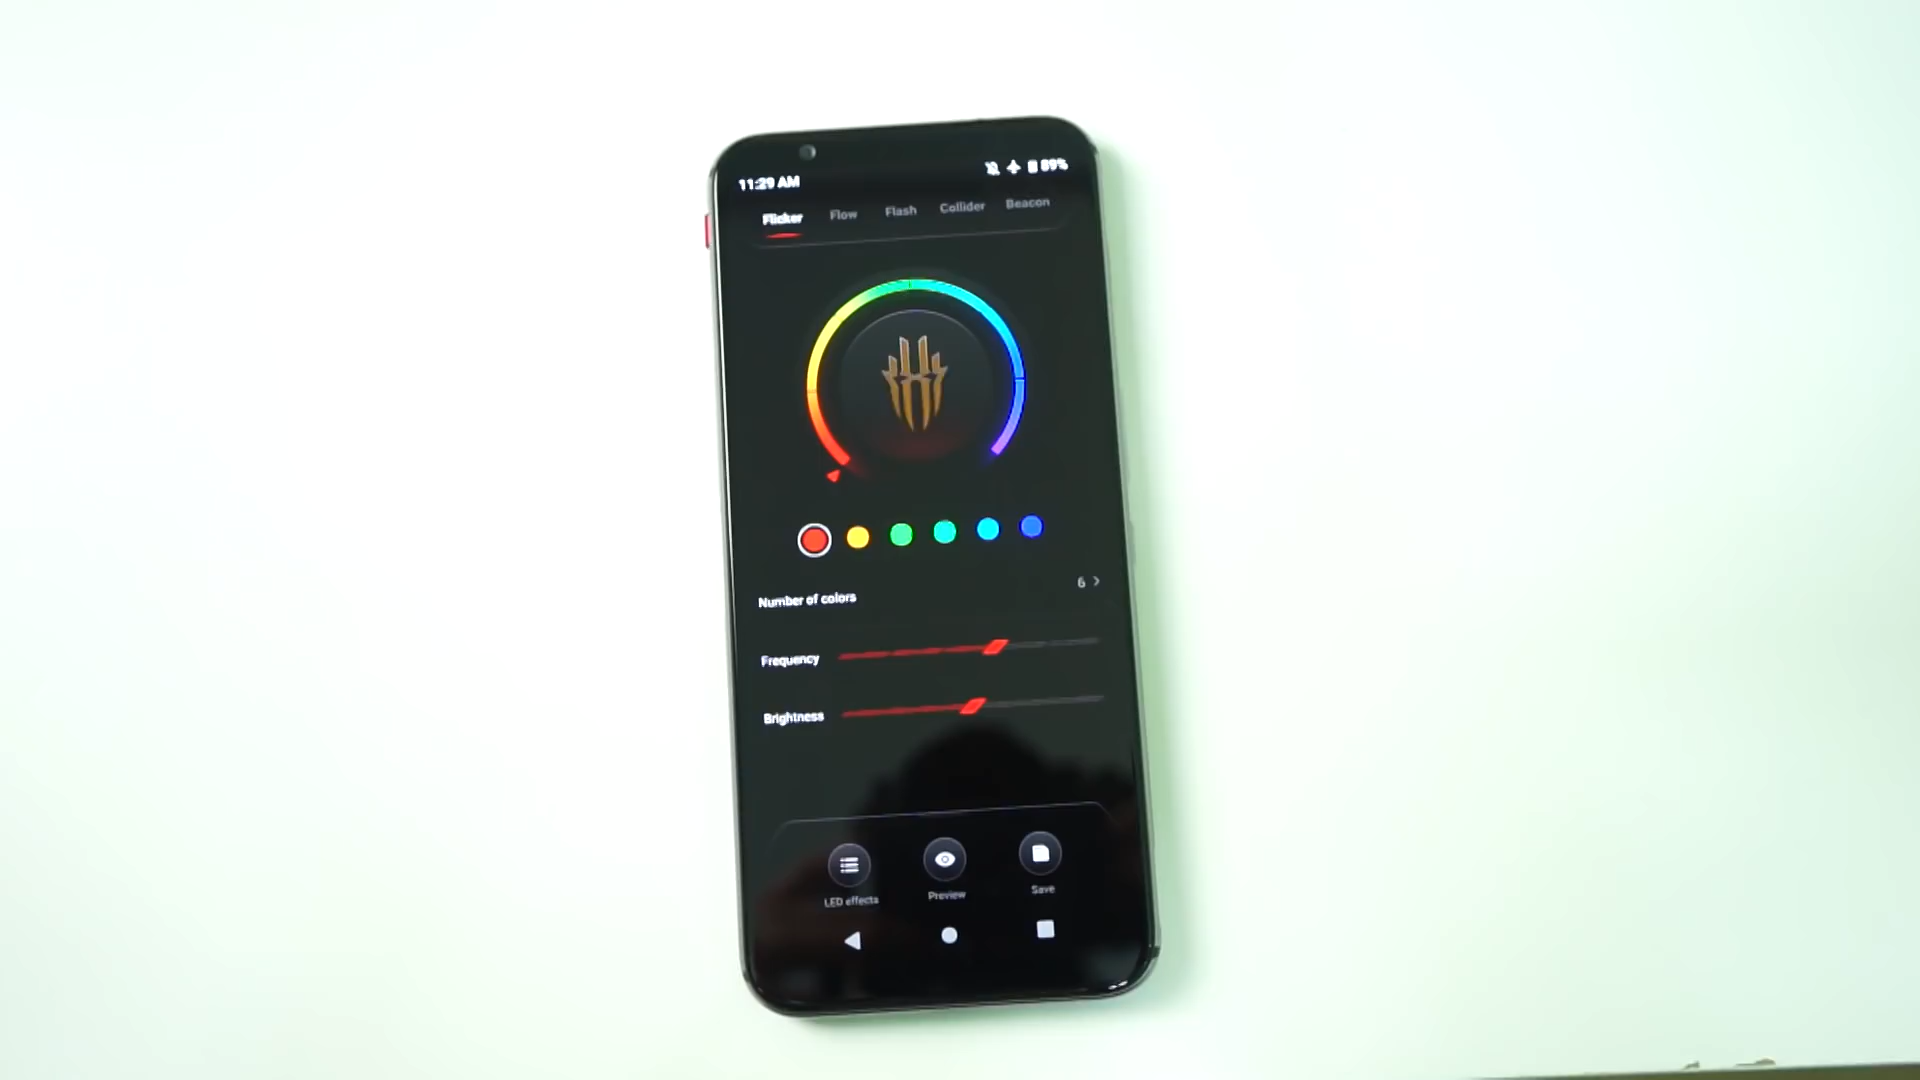 11:29 AM 89%
Flicker Flow Flash Collider Beacon
Number of colors 6 >
Frequency
Brightness
LED effects Preview Save